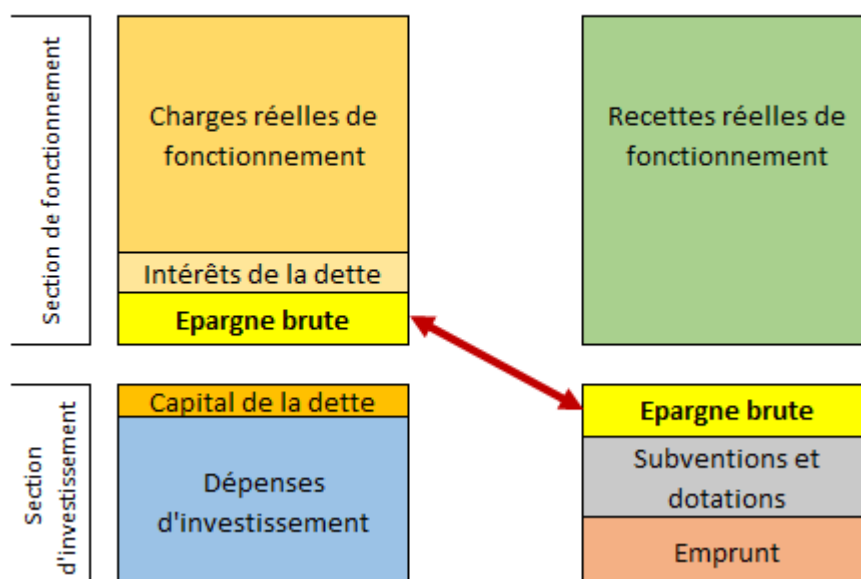 Section de fonctionnement
Charges réelles de
fonctionnement
Recettes réelles de
fonctionnement
Intérêts de la dette
Epargne brute
Section
d'investissement
Capital de la dette
Dépenses
d'investissement
Epargne brute
Subventions et
dotations
Emprunt